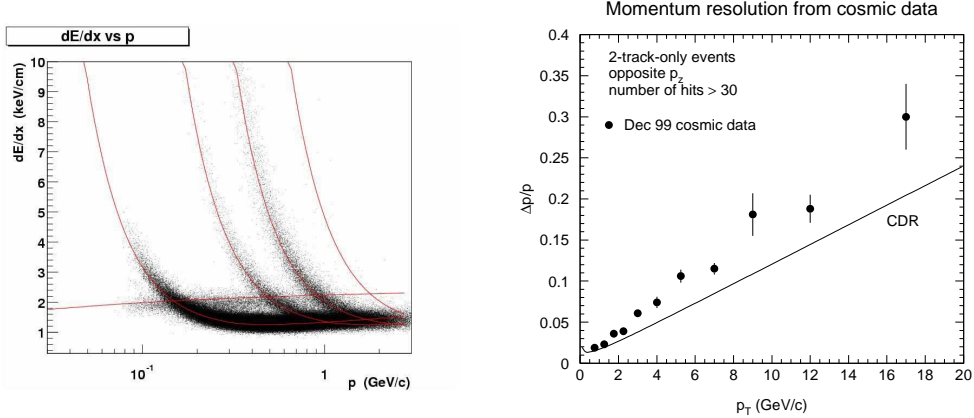 dE/dx vs p
dE/dx (keV/cm)
10
9
8
7
6
5
4
3
2
1
10⁻¹
1
p (GeV/c)
Momentum resolution from cosmic data
Δp/p
0.4
0.35
0.3
0.25
0.2
0.15
0.1
0.05
0
2-track-only events
opposite p_z
number of hits > 30
Dec 99 cosmic data
CDR
0 2 4 6 8 10 12 14 16 18 20
p_T (GeV/c)